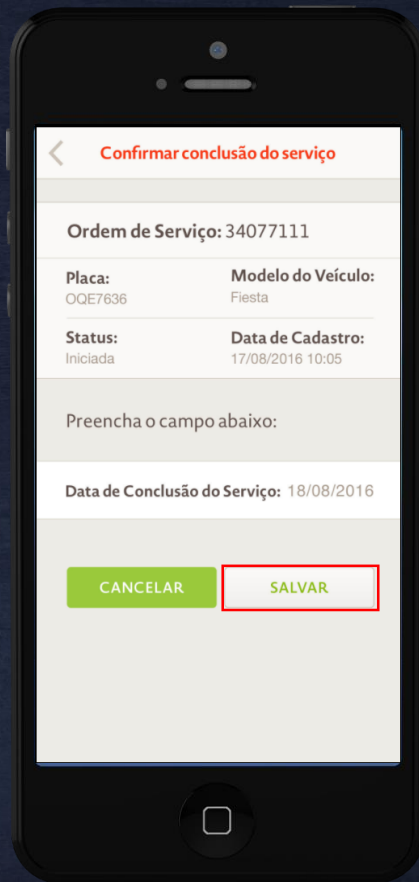 Confirmar conclusão do serviço
Ordem de Serviço: 34077111
Placa: Modelo do Veículo:
OQE7636 Fiesta
Status: Data de Cadastro:
Iniciada 17/08/2016 10:05
Preencha o campo abaixo:
Data de Conclusão do Serviço: 18/08/2016
CANCELAR SALVAR